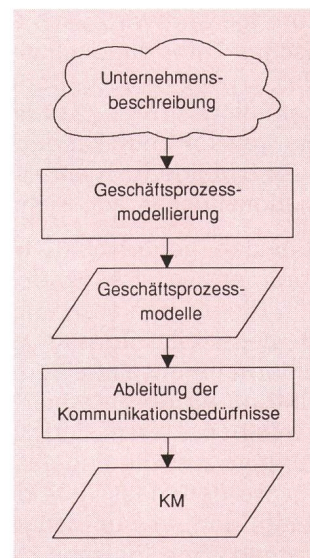 Unternehmens-
beschreibung
Geschäftsprozess-
modellierung
Geschäftsprozess-
modelle
Ableitung der
Kommunikationsbedürfnisse
KM